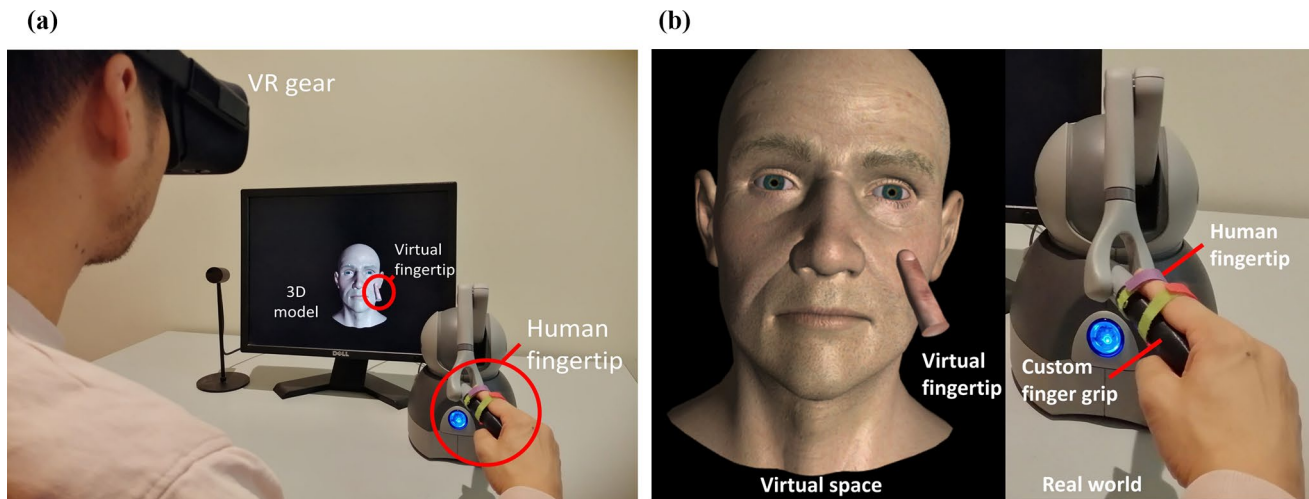 (a)
(b)
VR gear
Virtual
fingertip
3D
model
DELL
Human
fingertip
Human
fingertip
Custom
finger grip
Virtual
fingertip
Virtual space
Real world